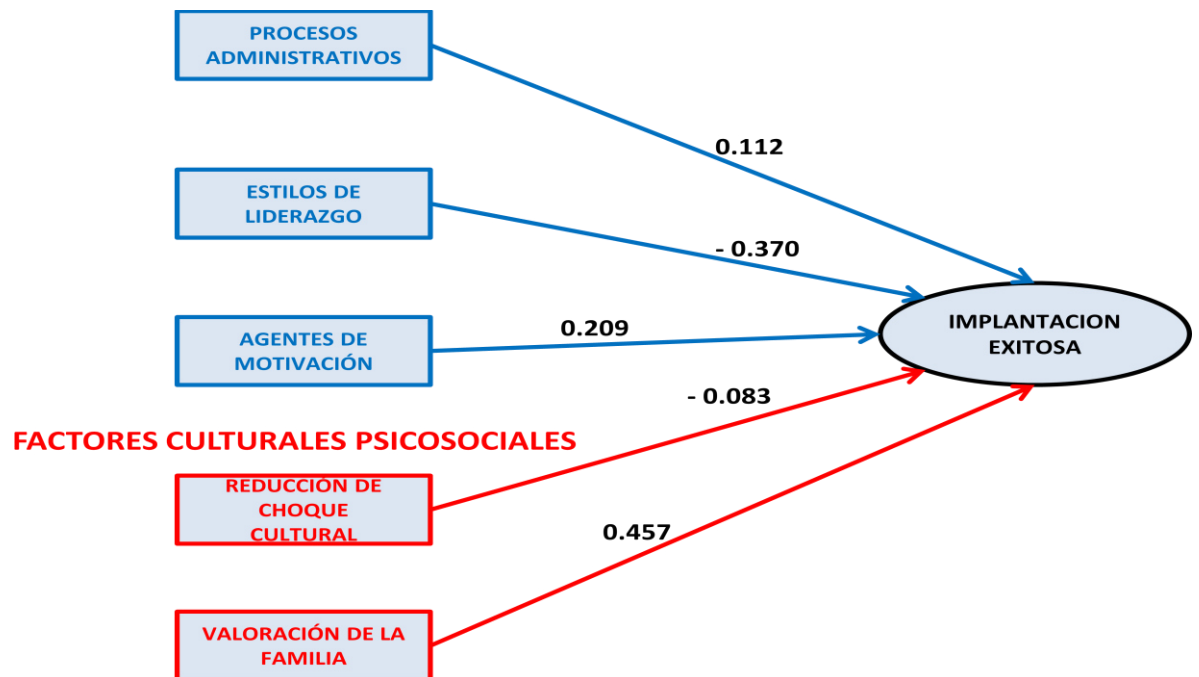 PROCESOS
ADMINISTRATIVOS
0.112
ESTILOS DE
LIDERAZGO
- 0.370
AGENTES DE
MOTIVACIÓN
0.209
IMPLANTACION
EXITOSA
- 0.083
FACTORES CULTURALES PSICOSOCIALES
REDUCCIÓN DE
CHOQUE
CULTURAL
0.457
VALORACIÓN DE LA
FAMILIA